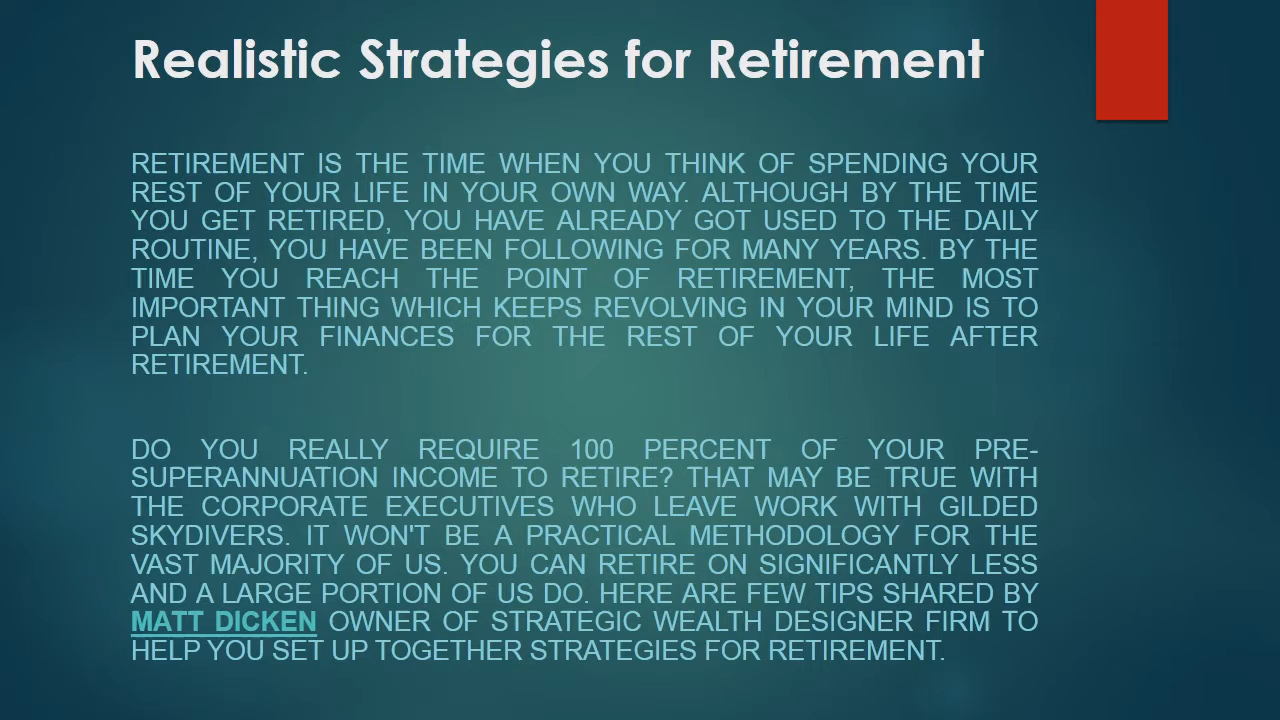 Realistic Strategies for Retirement
RETIREMENT IS THE TIME WHEN YOU THINK OF SPENDING YOUR
REST OF YOUR LIFE IN YOUR OWN WAY. ALTHOUGH BY THE TIME
YOU GET RETIRED, YOU HAVE ALREADY GOT USED TO THE DAILY
ROUTINE, YOU HAVE BEEN FOLLOWING FOR MANY YEARS. BY THE
TIME YOU REACH THE POINT OF RETIREMENT, THE MOST
IMPORTANT THING WHICH KEEPS REVOLVING IN YOUR MIND IS TO
PLAN YOUR FINANCES FOR THE REST OF YOUR LIFE AFTER
RETIREMENT.
DO YOU REALLY REQUIRE 100 PERCENT OF YOUR PRE-
SUPERANNUATION INCOME TO RETIRE? THAT MAY BE TRUE WITH
THE CORPORATE EXECUTIVES WHO LEAVE WORK WITH GILDED
SKYDIVERS. IT WON'T BE A PRACTICAL METHODOLOGY FOR THE
VAST MAJORITY OF US. YOU CAN RETIRE ON SIGNIFICANTLY LESS
AND A LARGE PORTION OF US DO. HERE ARE FEW TIPS SHARED BY
MATT DICKEN OWNER OF STRATEGIC WEALTH DESIGNER FIRM TO
HELP YOU SET UP TOGETHER STRATEGIES FOR RETIREMENT.